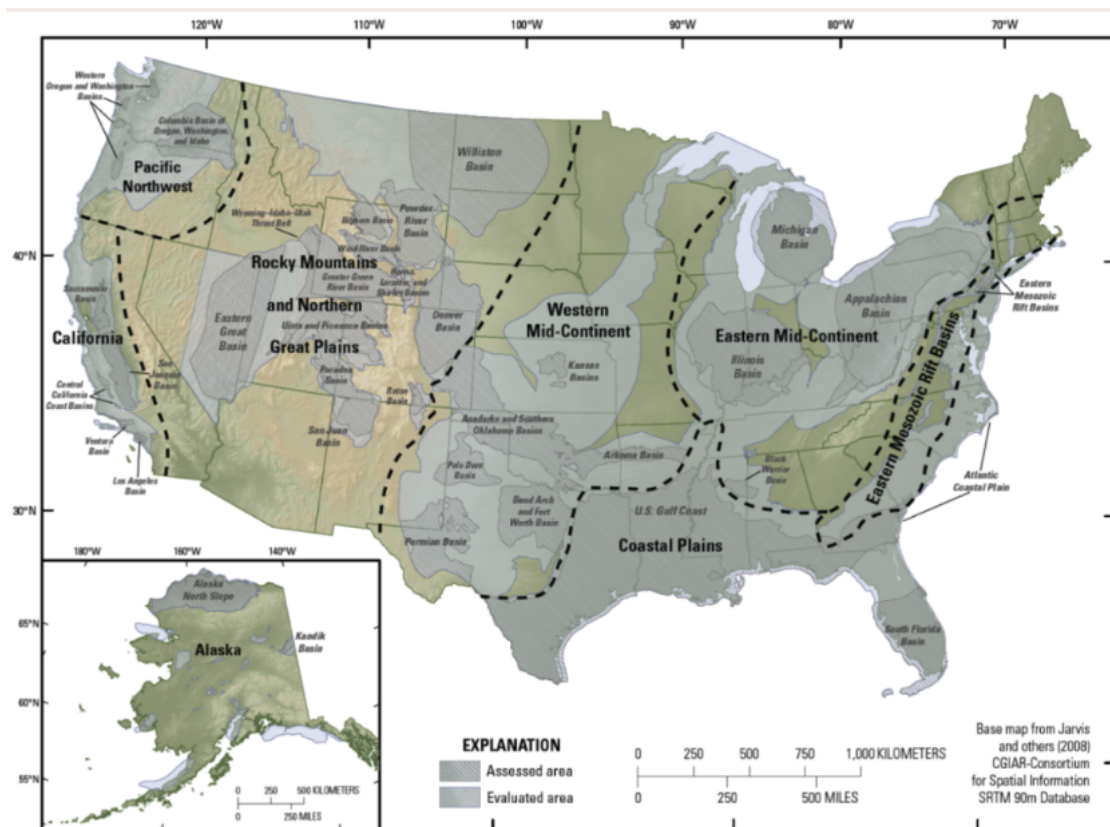 120°W
110°W
100°W
90°W
80°W
70°W
Western
Oregon and Washington
Basins
Columbia Basin of
Oregon, Washington,
and Idaho
Pacific
Northwest
Williston
Basin
Wyoming-Idaho-Utah
Thrust Belt
Bighorn Basin
Powder
River
Basin
Wind River Basin
Michigan
Basin
40°N
40°N
Rocky Mountains
Greater Green
River Basin
Hanna,
Laramie, and
Shirley Basins
and Northern
Eastern
Great
Basin
Uinta and Piceance Basins
Great Plains
Denver
Basin
Paradox
Basin
Raton
Basin
San Juan
Basin
Sacramento
Basin
California
San
Joaquin
Basin
Central
California
Coast Basins
Ventura
Basin
Los Angeles
Basin
Western
Mid-Continent
Kansas
Basins
Anadarko and Southern
Oklahoma Basins
Arkoma Basin
Palo Duro
Basin
Bend Arch
and Fort
Worth Basin
Permian Basin
Eastern Mid-Continent
Illinois
Basin
Appalachian
Basin
Eastern
Mesozoic
Rift Basins
Eastern Mesozoic Rift Basins
Black
Warrior
Basin
Atlantic
Coastal Plain
30°N
30°N
U.S. Gulf Coast
Coastal Plains
South Florida
Basin
180°W
160°W
140°W
Alaska
North Slope
65°N
Alaska
Kandik
Basin
60°N
55°N
0 250 500 KILOMETERS
0 250 MILES
EXPLANATION
Assessed area
Evaluated area
0 250 500 750 1,000 KILOMETERS
0 250 500 MILES
Base map from Jarvis
and others (2008)
CGIAR-Consortium
for Spatial Information
SRTM 90m Database